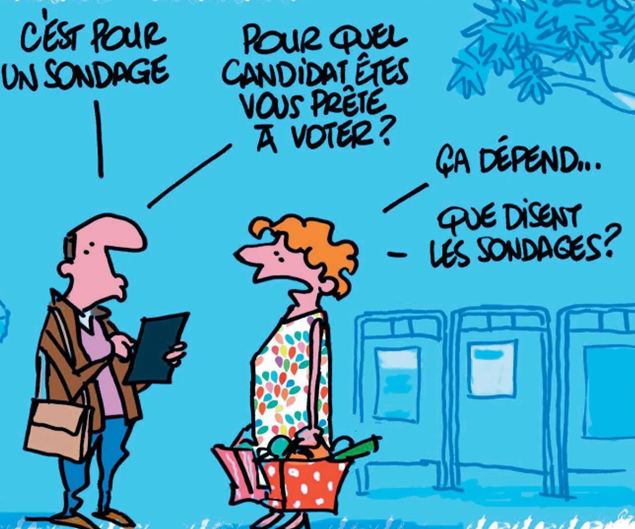 C'EST POUR
UN SONDAGE
POUR QUEL
CANDIDAT ÊTES
VOUS PRÊTE
À VOTER?
ÇA DÉPEND...
QUE DISENT
LES SONDAGES?